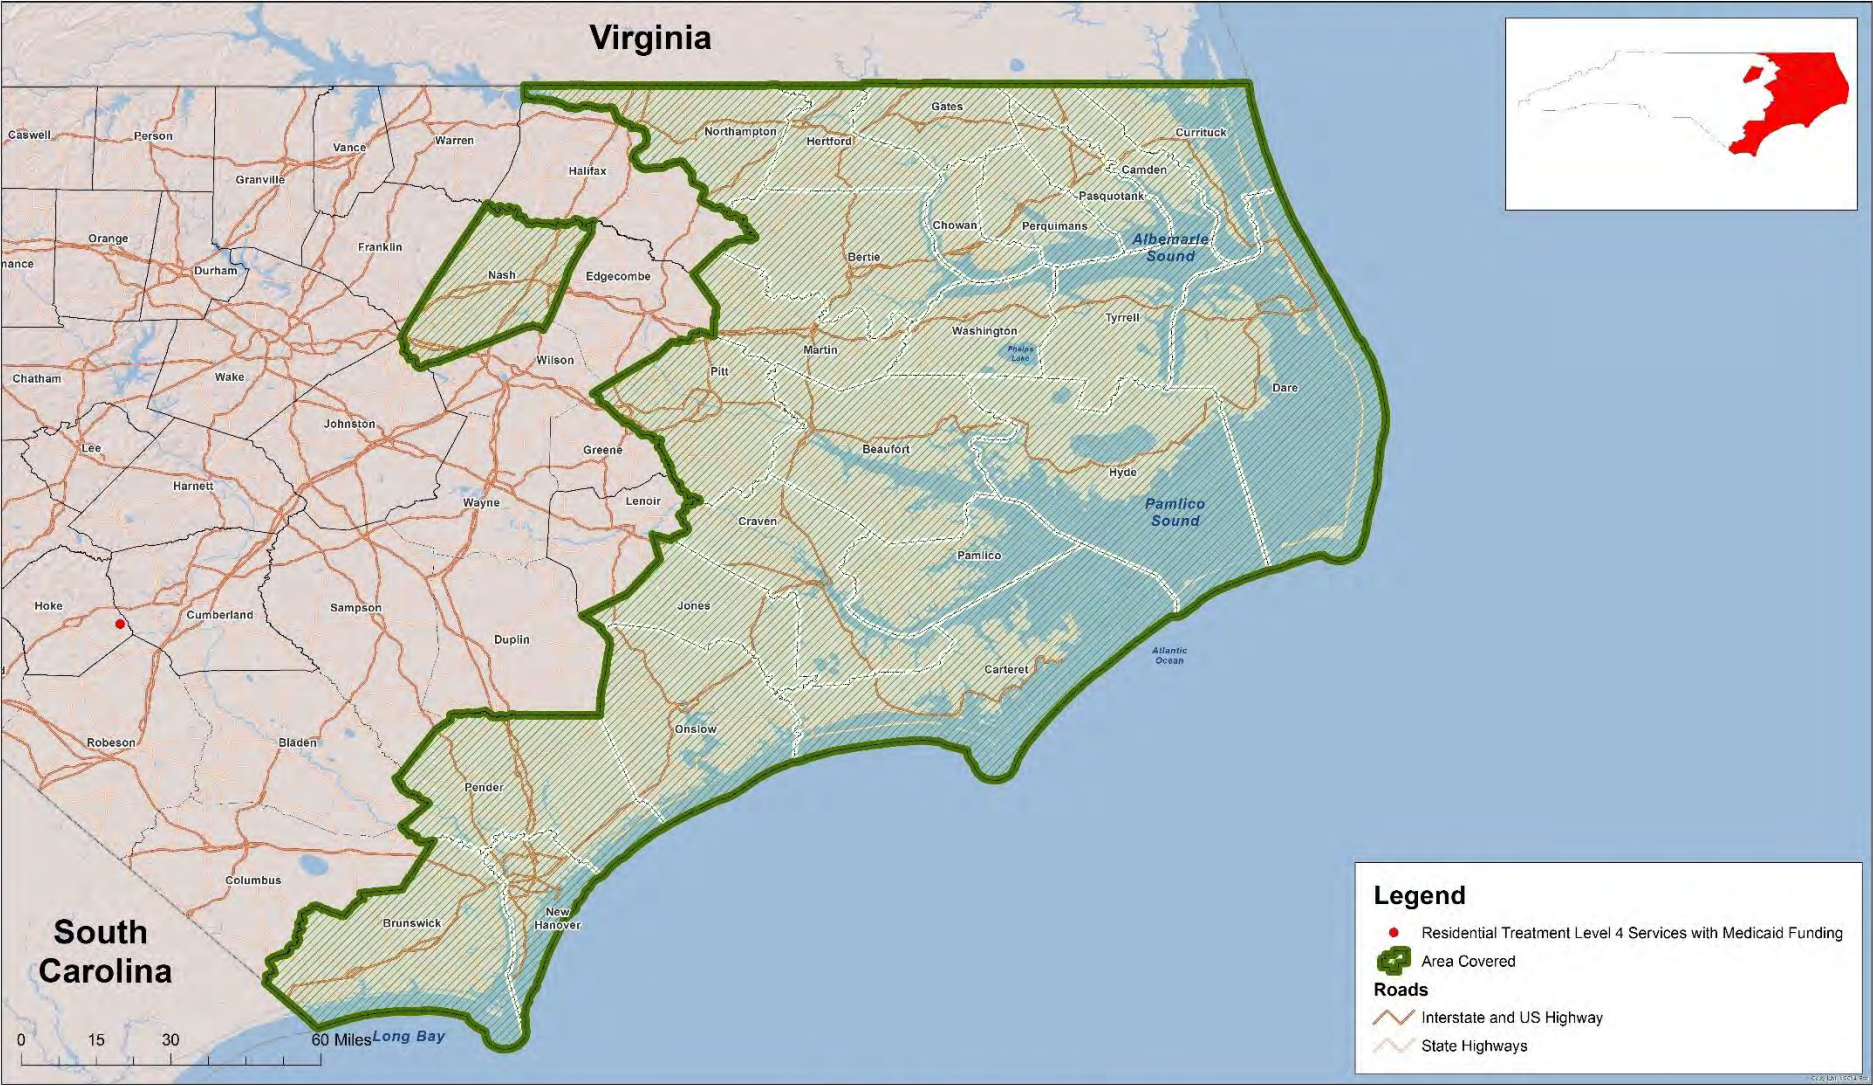 Virginia
Caswell
Person
Vance
Warren
Northampton
Gates
Hertford
Currituck
Granville
Halifax
Camden
Pasquotank
Orange
Franklin
Chowan
Perquimans
Albemarle
Sound
Durham
Nash
Edgecombe
Bertie
Washington
Tyrrell
Phelps
Lake
Wilson
Martin
Chatham
Wake
Pitt
Dare
Johnston
Lee
Greene
Beaufort
Hyde
Harnett
Wayne
Lenoir
Craven
Pamlico
Sound
Pamlico
Hoke
Cumberland
Sampson
Jones
Duplin
Atlantic
Ocean
Carteret
Robeson
Bladen
Onslow
Pender
Columbus
South
Carolina
Brunswick
New
Hanover
0 15 30 60 Miles
Long Bay
Legend
Residential Treatment Level 4 Services with Medicaid Funding
Area Covered
Roads
Interstate and US Highway
State Highways